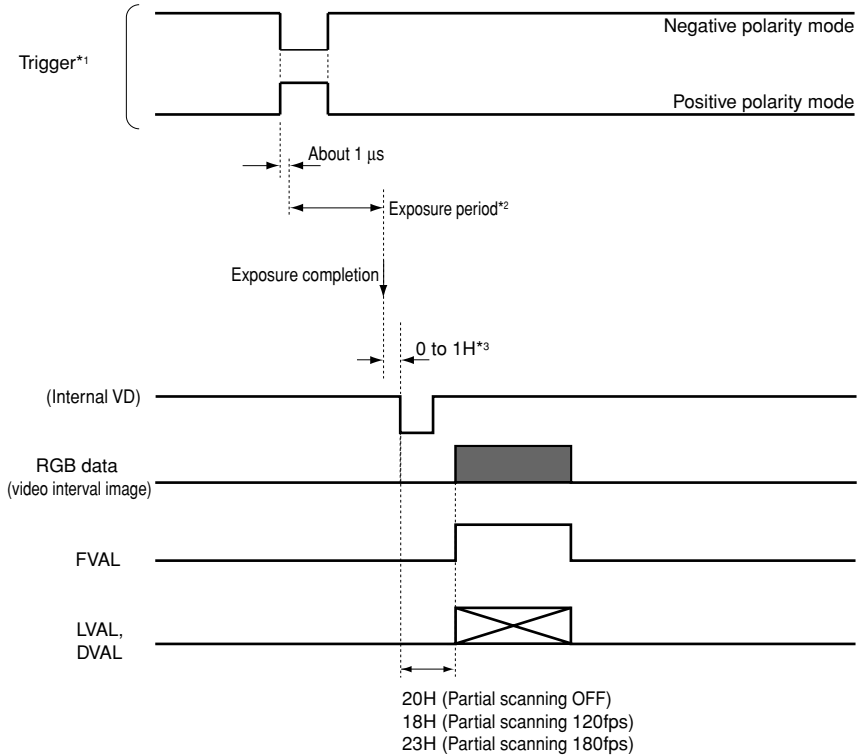 Negative polarity mode
Trigger*1
Positive polarity mode
About 1 μs
Exposure period*2
Exposure completion
0 to 1H*3
(Internal VD)
RGB data
(video interval image)
FVAL
LVAL,
DVAL
20H (Partial scanning OFF)
18H (Partial scanning 120fps)
23H (Partial scanning 180fps)